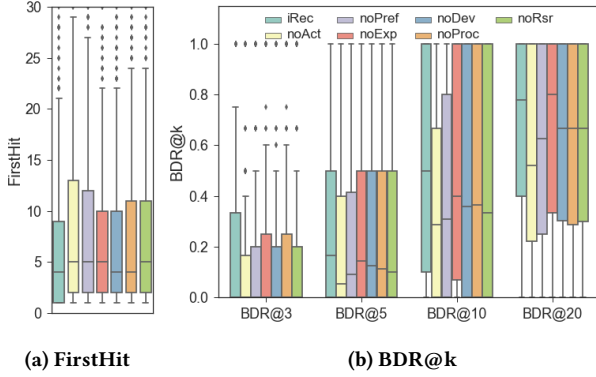 FirstHit
30
25
20
15
10
5
0
(a) FirstHit
BDR@k
1.0
0.8
0.6
0.4
0.2
0.0
iRec noPref noDev noRsr
noAct noExp noProc
BDR@3 BDR@5 BDR@10 BDR@20
(b) BDR@k